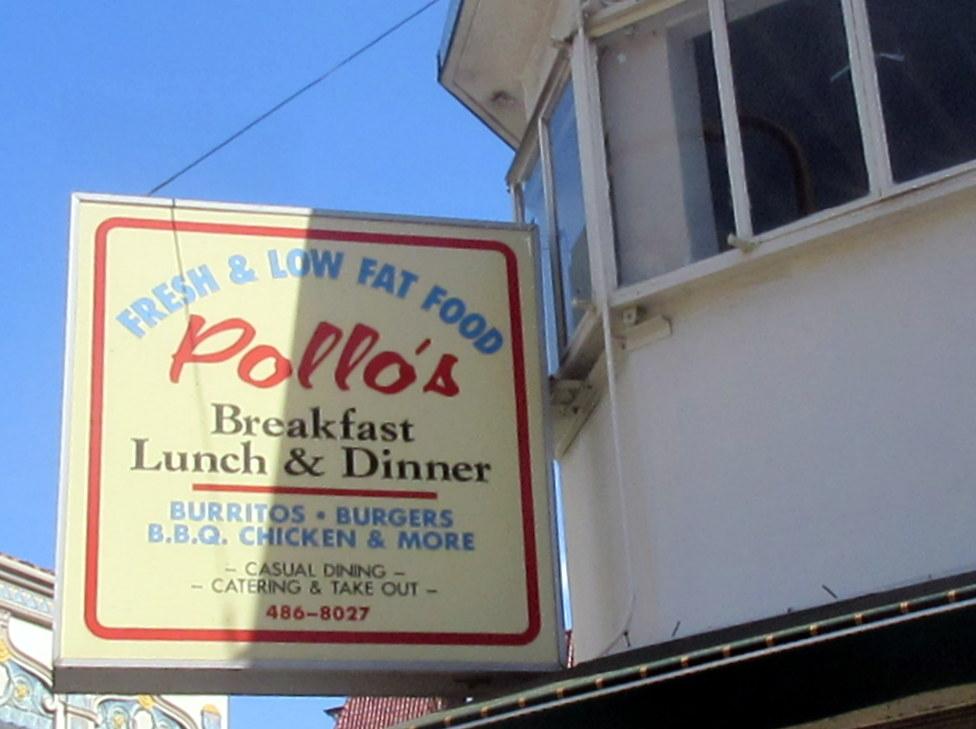 FRESH & LOW FAT FOOD
Pollo's
Breakfast
Lunch & Dinner
BURRITOS • BURGERS
B.B.Q. CHICKEN & MORE
– CASUAL DINING –
– CATERING & TAKE OUT –
486–8027